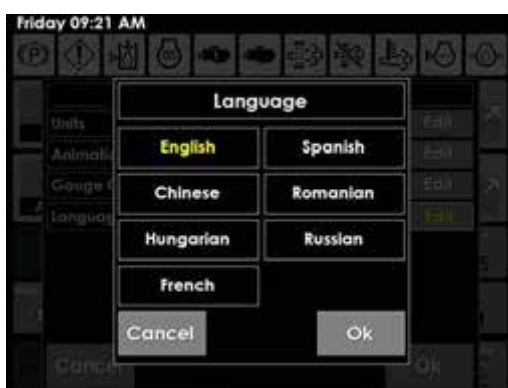 Friday 09:21 AM
Language
English Spanish
Chinese Romanian
Hungarian Russian
French
Cancel Ok
Units Edit
Edit
Edit
Edit
Cancel Ok